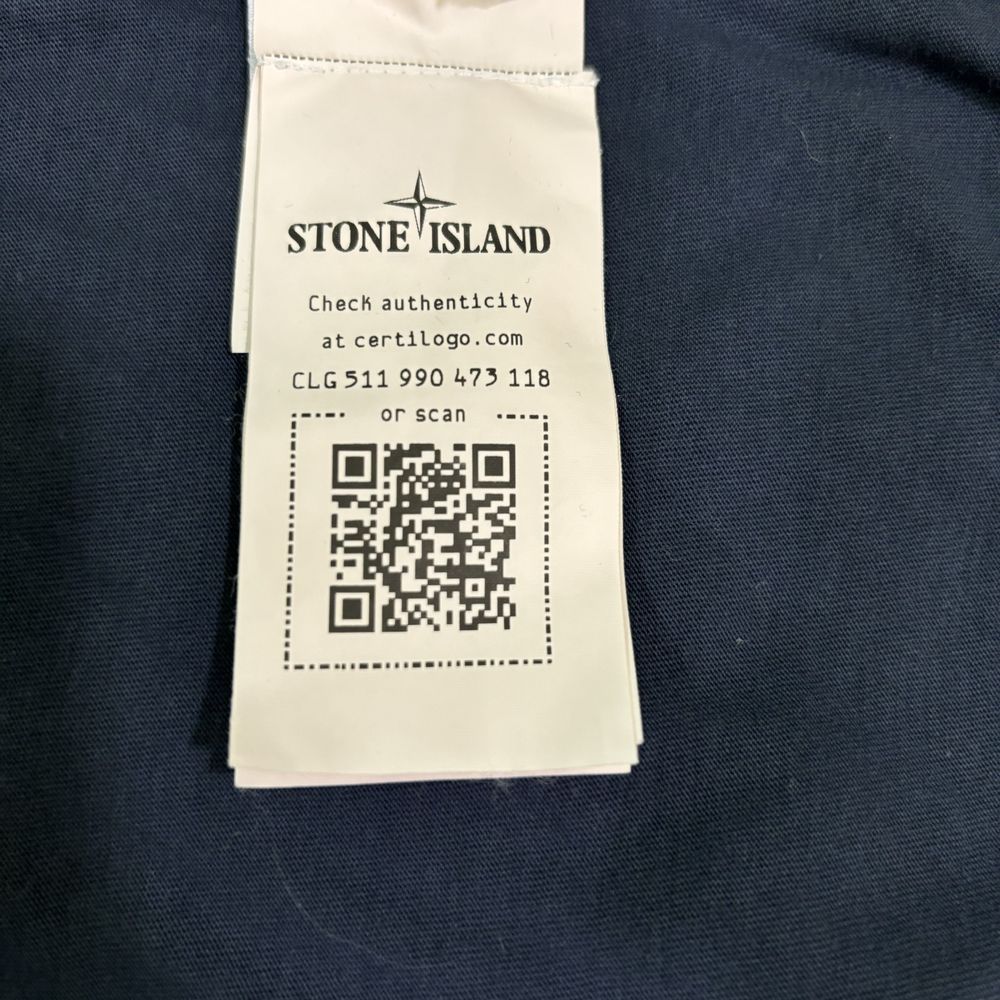 STONE ISLAND
Check authenticity
at certilogo.com
CLG 511 990 473 118
or scan